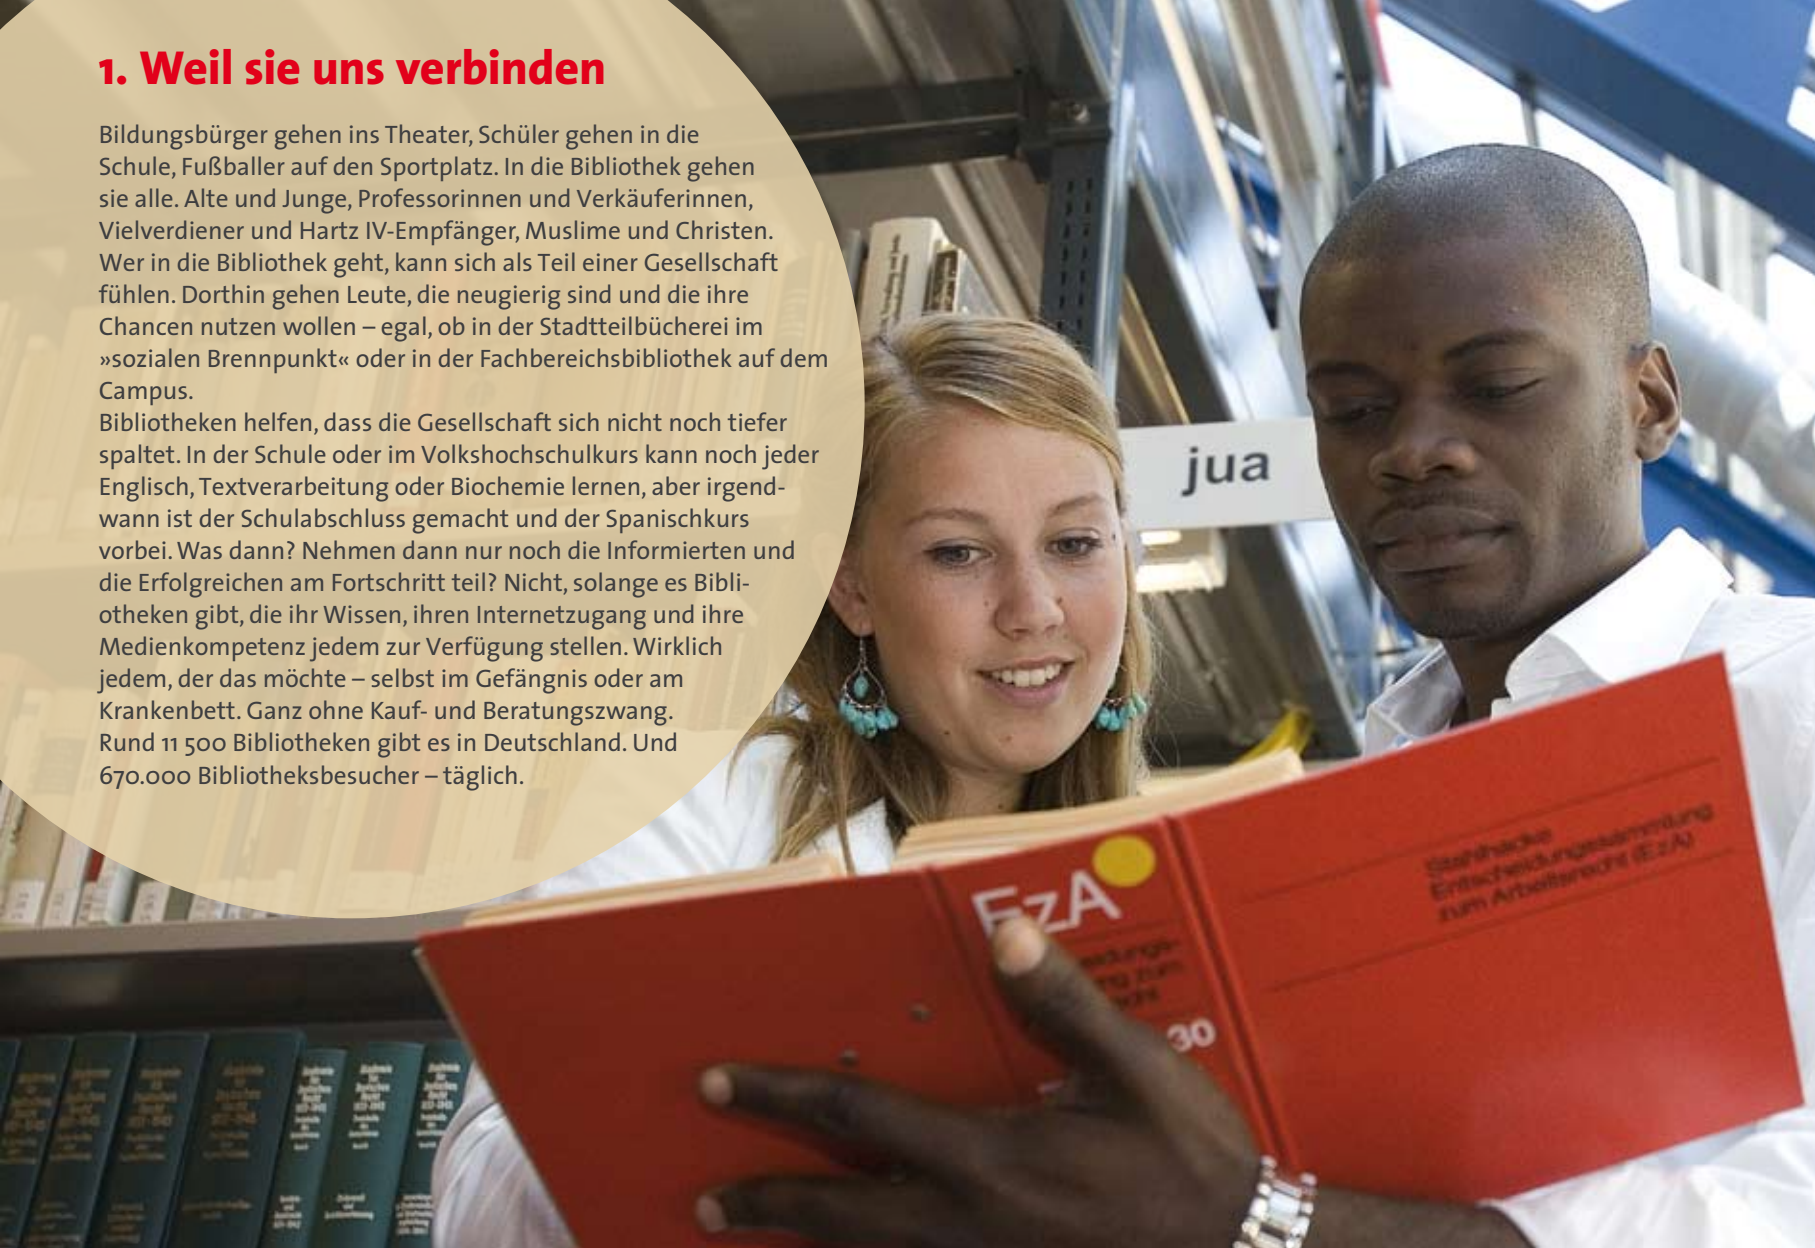 1. Weil sie uns verbinden
Bildungsbürger gehen ins Theater, Schüler gehen in die
Schule, Fußballer auf den Sportplatz. In die Bibliothek gehen
sie alle. Alte und Junge, Professorinnen und Verkäuferinnen,
Vielverdiener und Hartz IV-Empfänger, Muslime und Christen.
Wer in die Bibliothek geht, kann sich als Teil einer Gesellschaft
fühlen. Dorthin gehen Leute, die neugierig sind und die ihre
Chancen nutzen wollen – egal, ob in der Stadtteilbücherei im
»sozialen Brennpunkt« oder in der Fachbereichsbibliothek auf dem
Campus.
Bibliotheken helfen, dass die Gesellschaft sich nicht noch tiefer
spaltet. In der Schule oder im Volkshochschulkurs kann noch jeder
Englisch, Textverarbeitung oder Biochemie lernen, aber irgend-
wann ist der Schulabschluss gemacht und der Spanischkurs
vorbei. Was dann? Nehmen dann nur noch die Informierten und
die Erfolgreichen am Fortschritt teil? Nicht, solange es Bibli-
otheken gibt, die ihr Wissen, ihren Internetzugang und ihre
Medienkompetenz jedem zur Verfügung stellen. Wirklich
jedem, der das möchte – selbst im Gefängnis oder am
Krankenbett. Ganz ohne Kauf- und Beratungszwang.
Rund 11 500 Bibliotheken gibt es in Deutschland. Und
670.000 Bibliotheksbesucher – täglich.
jua
EzA
30
Stahlhacke
Entscheidungssammlung
zum Arbeitsrecht (EzA)